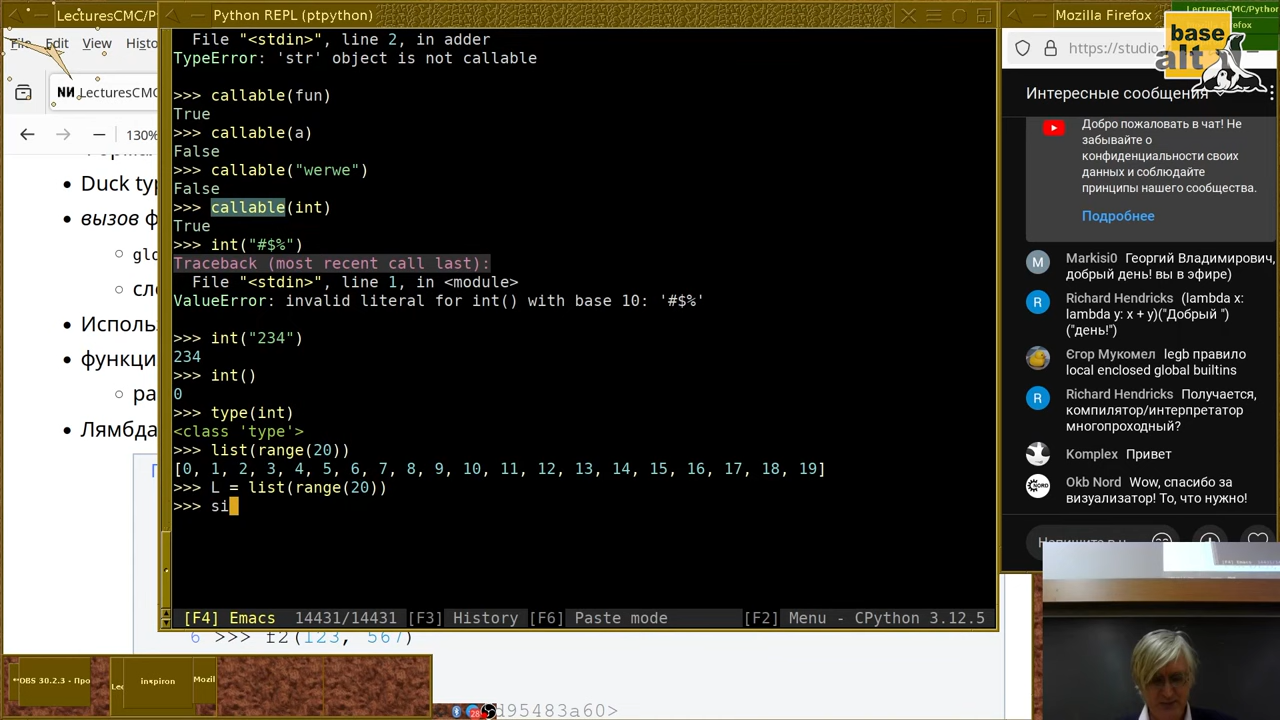 LecturesCMC/P
Python REPL (ptpython)
Mozilla Firefox
LecturesCMC/Python
File Edit View Histo
base
alt
https://studio.
LecturesCMC
130%
Интересные сообщения
File "<stdin>", line 2, in adder
TypeError: 'str' object is not callable
>>> callable(fun)
True
>>> callable(a)
False
>>> callable("werwe")
False
>>> callable(int)
True
>>> int("#$%")
Traceback (most recent call last):
File "<stdin>", line 1, in <module>
ValueError: invalid literal for int() with base 10: '#$%'
>>> int("234")
234
>>> int()
0
>>> type(int)
<class 'type'>
>>> list(range(20))
[0, 1, 2, 3, 4, 5, 6, 7, 8, 9, 10, 11, 12, 13, 14, 15, 16, 17, 18, 19]
>>> L = list(range(20))
>>> si
[F4] Emacs 14431/14431 [F3] History [F6] Paste mode [F2] Menu - CPython 3.12.5
• Duck typ
• вызов ф
glo
сле
• Исполь
• функци
ра
• Лямбда
6 >>> f2(123, 567)
d95483a60>
Добро пожаловать в чат! Не
забывайте о
конфиденциальности своих
данных и соблюдайте
принципы нашего сообщества.
Подробнее
Markisi0 Георгий Владимирович,
добрый день! вы в эфире)
Richard Hendricks (lambda x:
lambda y: x + y)("Добрый ")
("день!")
Єгор Мукомел legb правило
local enclosed global builtins
Richard Hendricks Получается,
компилятор/интерпретатор
многопроходный?
Komplex Привет
Okb Nord Wow, спасибо за
визуализатор! То, что нужно!
OBS 30.2.3 - Про
Lec
inspiron
Mozil
28